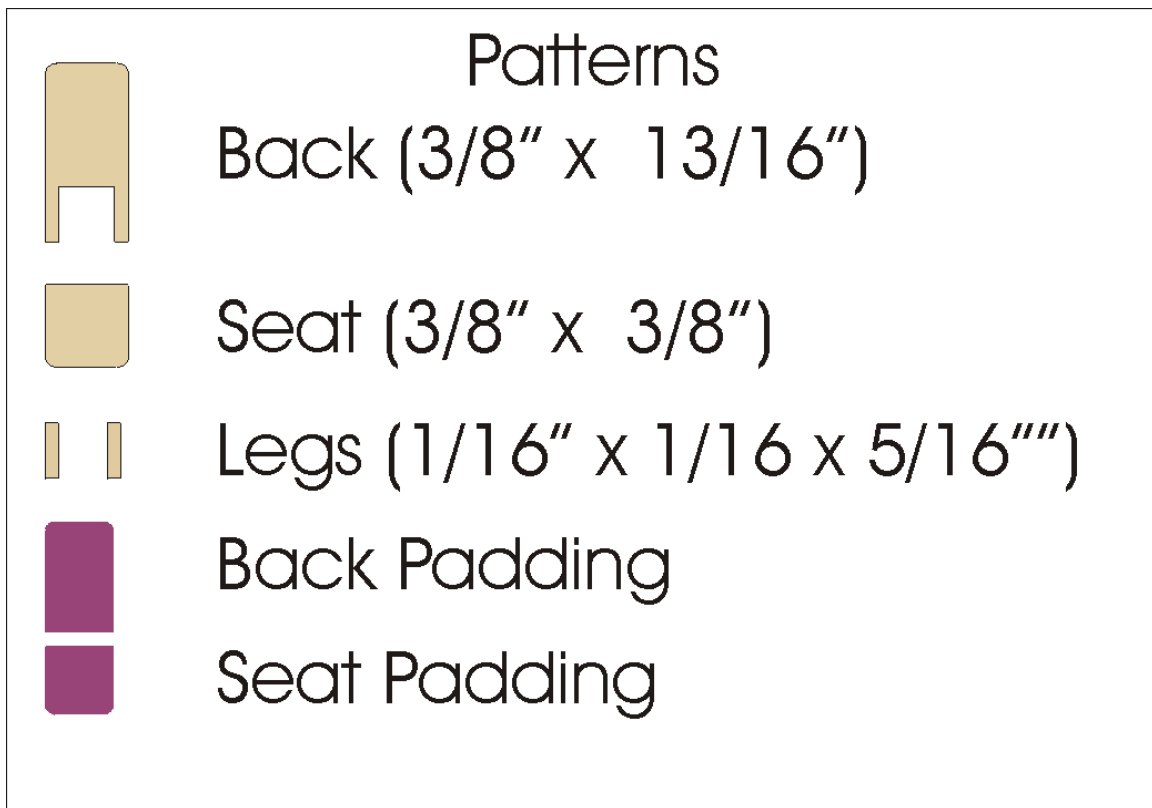 Patterns
Back (3/8” x 13/16”)
Seat (3/8” x 3/8”)
Legs (1/16” x 1/16 x 5/16””)
Back Padding
Seat Padding